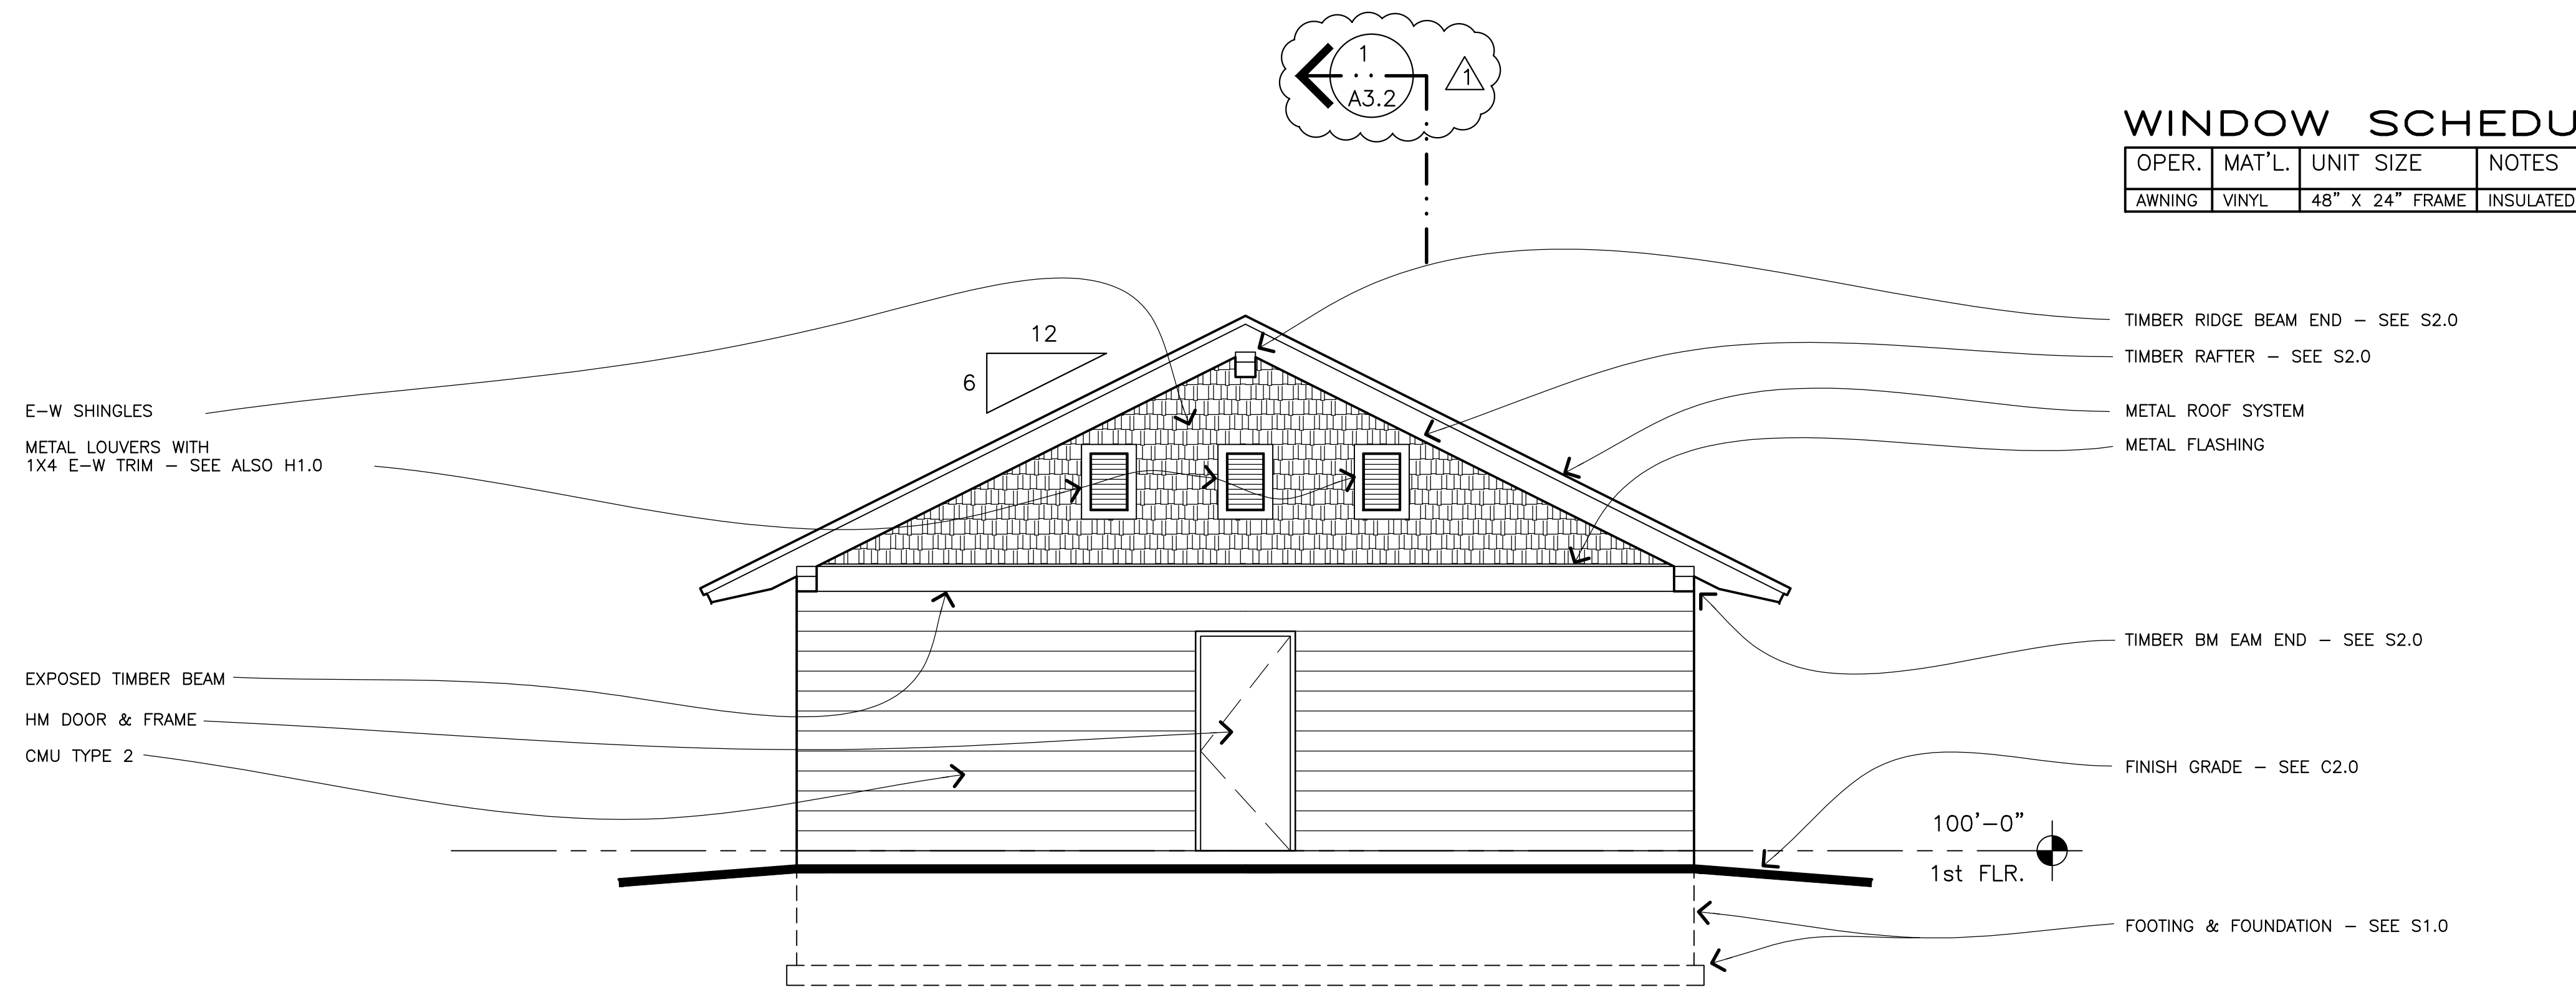 1
A3.2
1
WINDOW SCHEDU
OPER. MAT'L. UNIT SIZE NOTES
AWNING VINYL 48" X 24" FRAME INSULATED
12
6
E-W SHINGLES
METAL LOUVERS WITH
1X4 E-W TRIM - SEE ALSO H1.0
EXPOSED TIMBER BEAM
HM DOOR & FRAME
CMU TYPE 2
TIMBER RIDGE BEAM END - SEE S2.0
TIMBER RAFTER - SEE S2.0
METAL ROOF SYSTEM
METAL FLASHING
TIMBER BM EAM END - SEE S2.0
FINISH GRADE - SEE C2.0
100'-0"
1st FLR.
FOOTING & FOUNDATION - SEE S1.0